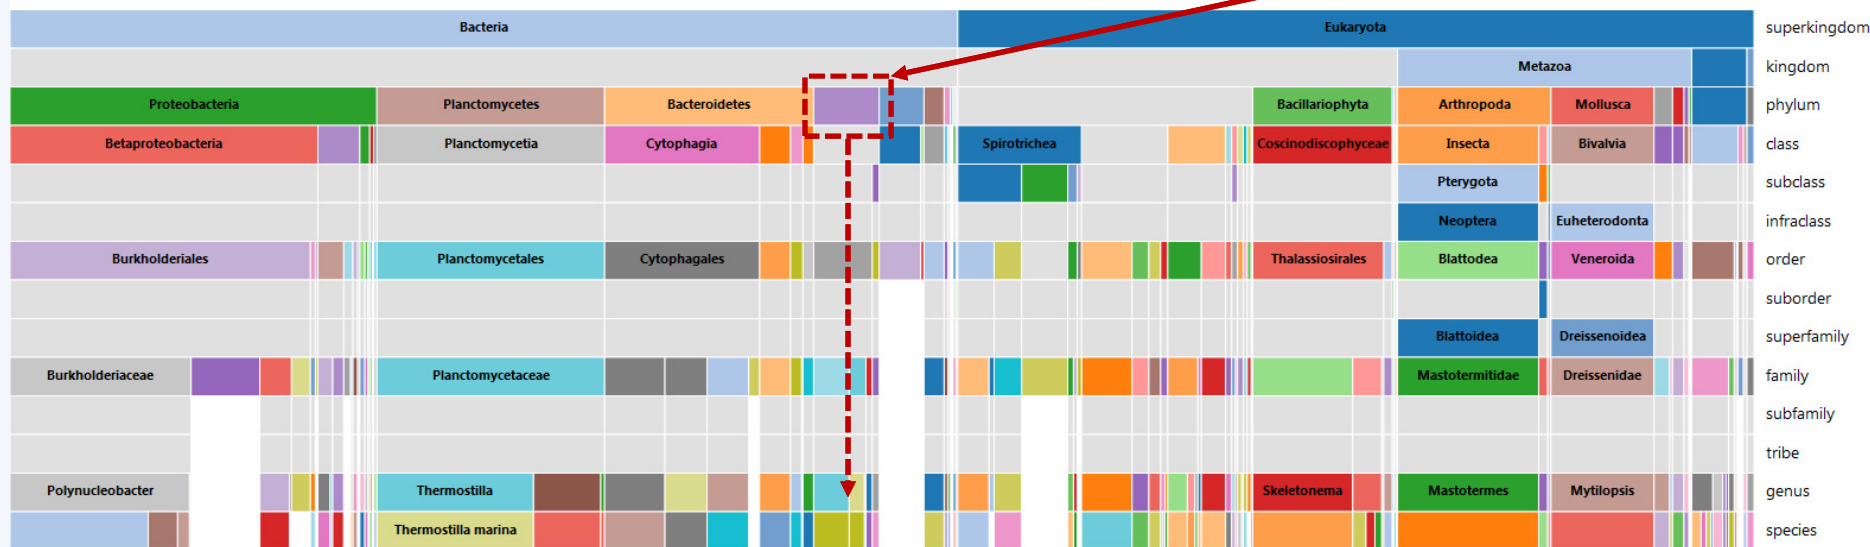 Bacteria Eukaryota superkingdom
Metazoa kingdom
Proteobacteria Planctomycetes Bacteroidetes Bacillariophyta Arthropoda Mollusca phylum
Betaproteobacteria Planctomycetia Cytophagia Spirotrichea Coscinodiscophyceae Insecta Bivalvia class
Pterygota subclass
Neoptera Euheterodonta infraclass
Burkholderiales Planctomycetales Cytophagales Thalassiosirales Blattodea Veneroida order
suborder
Blattoidea Dreissenoidea superfamily
Burkholderiaceae Planctomycetaceae Mastotermitidae Dreissenidae family
subfamily
tribe
Polynucleobacter Thermostilla Skeletonema Mastotermes Mytilopsis genus
Thermostilla marina species